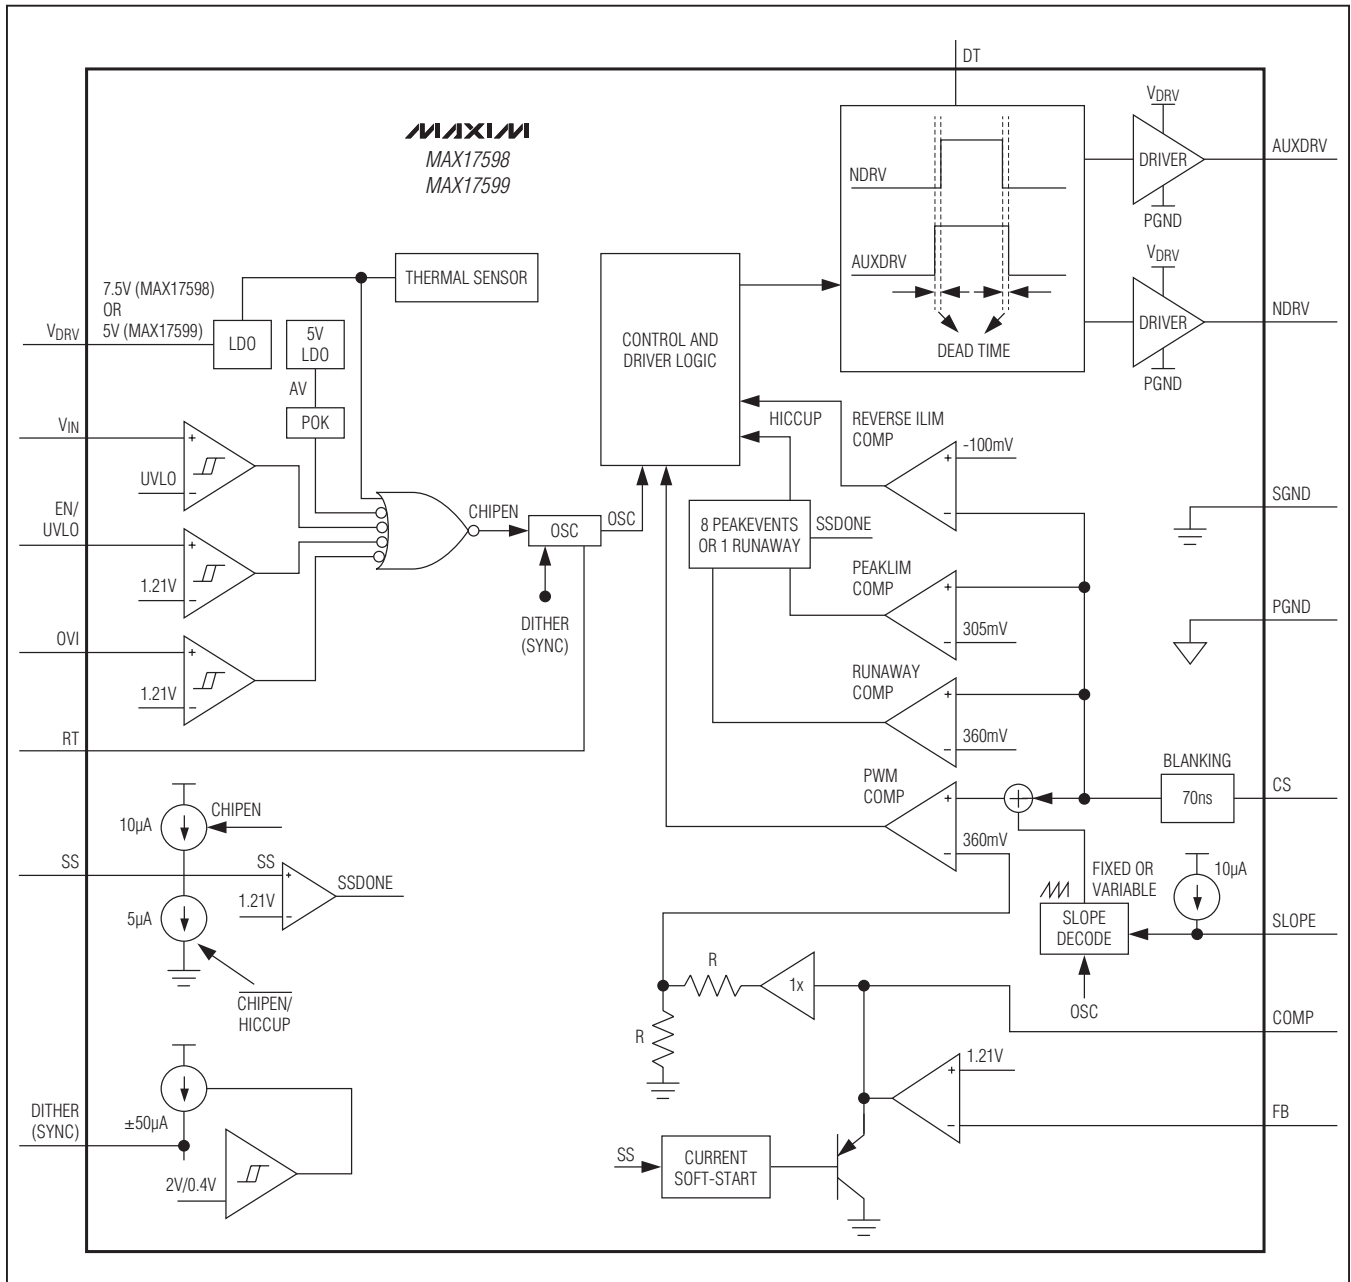 DT
MAXIM
MAX17598
MAX17599
VDRV
DRIVER
PGND
AUXDRV
NDRV
AUXDRV
DEAD TIME
VDRV
DRIVER
PGND
NDRV
THERMAL SENSOR
7.5V (MAX17598)
OR
5V (MAX17599)
VDRV
LDO
5V
LDO
AV
POK
CONTROL AND
DRIVER LOGIC
HICCUP
REVERSE ILIM
COMP
+
-100mV
−
VIN
+
UVLO
−
EN/
UVLO
+
1.21V
−
OVI
+
1.21V
−
RT
CHIPEN
OSC
OSC
DITHER
(SYNC)
8 PEAKEVENTS
OR 1 RUNAWAY
SSDONE
PEAKLIM
COMP
+
305mV
−
RUNAWAY
COMP
+
360mV
−
PWM
COMP
+
360mV
−
+
SGND
PGND
BLANKING
70ns
CS
10µA
CHIPEN
SS
SS
+
1.21V
−
SSDONE
5µA
CHIPEN/
HICCUP
FIXED OR
VARIABLE
10µA
SLOPE
DECODE
SLOPE
OSC
R
1x
R
COMP
+
1.21V
−
FB
SS
CURRENT
SOFT-START
DITHER
(SYNC)
±50µA
2V/0.4V